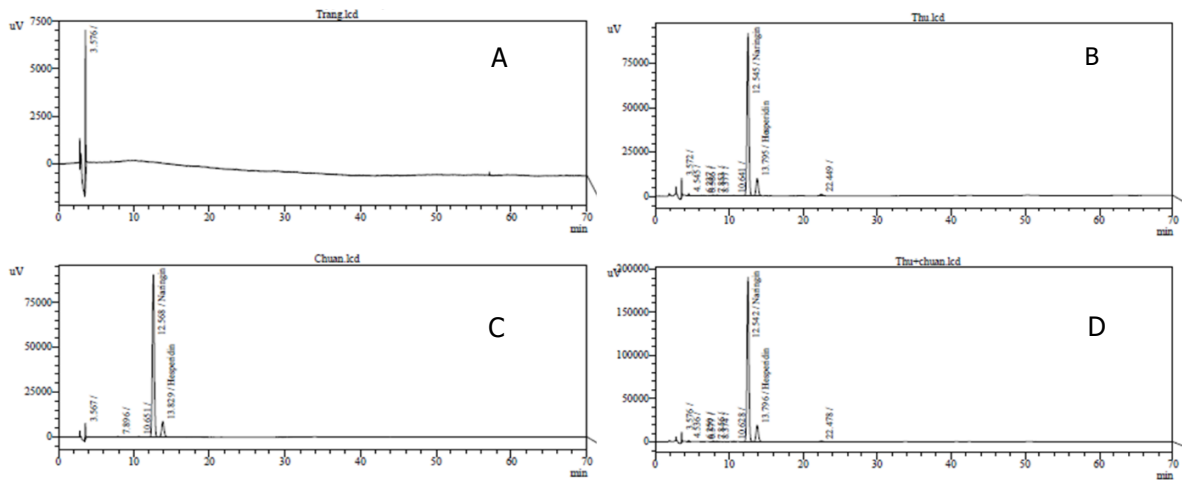 Trang.lcd
uV
7500
5000
2500
0
3.576 /
A
0 10 20 30 40 50 60 70
min
Thu.lcd
uV
75000
50000
25000
0
3.572 /
4.545 /
10.641 /
12.545 / Naringin
13.795 / Hesperidin
22.449 /
B
0 10 20 30 40 50 60 70
min
Chuan.lcd
uV
75000
50000
25000
0
3.567 /
7.896 /
10.651 /
12.568 / Naringin
13.829 / Hesperidin
C
0 10 20 30 40 50 60 70
min
Thu+chuan.lcd
uV
200000
150000
100000
50000
0
3.576 /
4.536 /
10.628 /
12.542 / Naringin
13.796 / Hesperidin
22.478 /
D
0 10 20 30 40 50 60 70
min